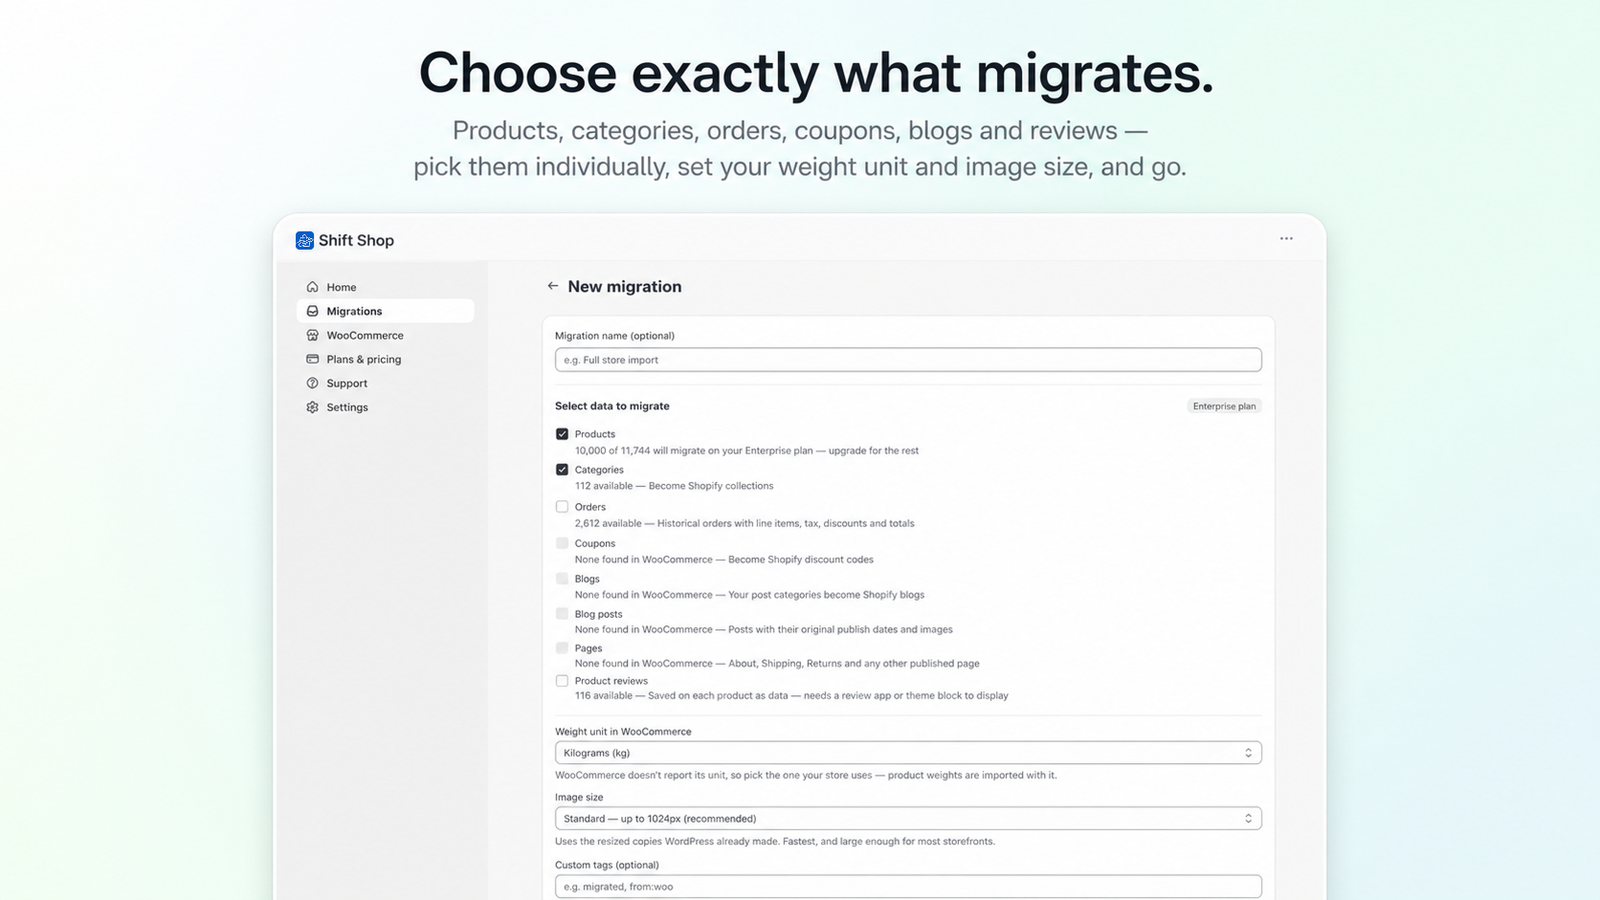 Choose exactly what migrates.
Products, categories, orders, coupons, blogs and reviews —
pick them individually, set your weight unit and image size, and go.
Shift Shop
Home
Migrations
WooCommerce
Plans & pricing
Support
Settings
New migration
Migration name (optional)
e.g. Full store import
Select data to migrate
Enterprise plan
Products
10,000 of 11,744 will migrate on your Enterprise plan — upgrade for the rest
Categories
112 available — Become Shopify collections
Orders
2,612 available — Historical orders with line items, tax, discounts and totals
Coupons
None found in WooCommerce — Become Shopify discount codes
Blogs
None found in WooCommerce — Your post categories become Shopify blogs
Blog posts
None found in WooCommerce — Posts with their original publish dates and images
Pages
None found in WooCommerce — About, Shipping, Returns and any other published page
Product reviews
116 available — Saved on each product as data — needs a review app or theme block to display
Weight unit in WooCommerce
Kilograms (kg)
WooCommerce doesn't report its unit, so pick the one your store uses — product weights are imported with it.
Image size
Standard — up to 1024px (recommended)
Uses the resized copies WordPress already made. Fastest, and large enough for most storefronts.
Custom tags (optional)
e.g. migrated, from:woo